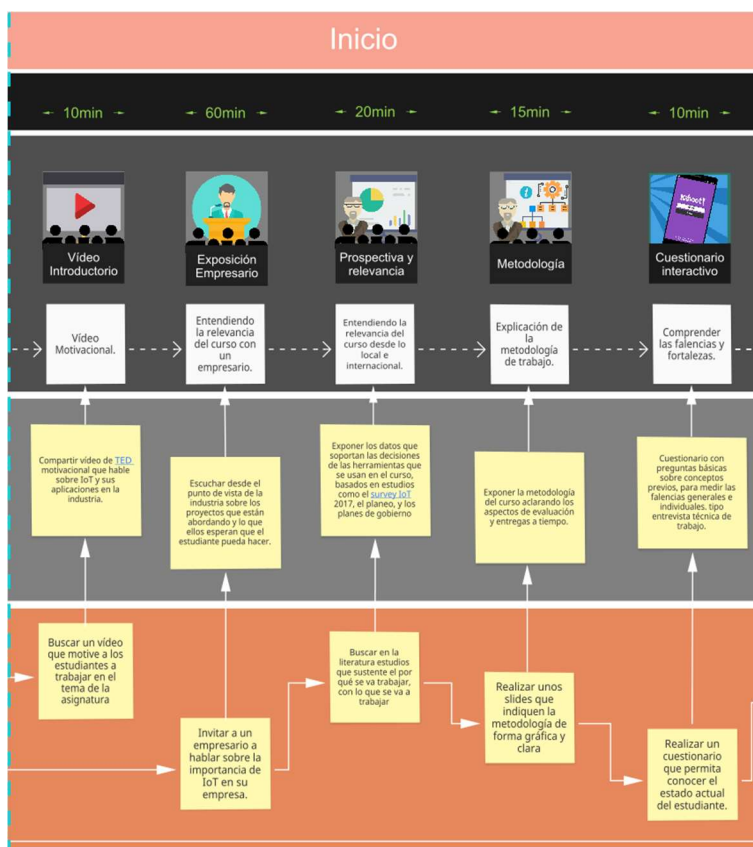 Inicio
10min
60min
20min
15min
10min
Vídeo
Introductorio
Exposición
Empresario
Prospectiva y
relevancia
Metodología
Kahoot!
Cuestionario
interactivo
Vídeo
Motivacional.
Entendiendo
la relevancia
del curso con
un
empresario.
Entendiendo la
relevancia del
curso desde lo
local e
internacional.
Explicación de
la
metodología
de trabajo.
Comprender
las falencias y
fortalezas.
Compartir vídeo de TED
motivacional que hable
sobre IoT y sus
aplicaciones en la
industria.
Escuchar desde el
punto de vista de la
industria sobre los
proyectos que están
abordando y lo que
ellos esperan que el
estudiante pueda hacer.
Exponer los datos que
soportan las decisiones
de las herramientas que
se usan en el curso,
basados en estudios
como el survey IoT
2017, el planeo, y los
planes de gobierno
Exponer la metodología
del curso aclarando los
aspectos de evaluación
y entregas a tiempo.
Cuestionario con
preguntas básicas
sobre conceptos
previos, para medir las
falencias generales e
individuales. tipo
entrevista técnica de
trabajo.
Buscar un vídeo
que motive a los
estudiantes a
trabajar en el
tema de la
asignatura
Invitar a un
empresario a
hablar sobre la
importancia de
IoT en su
empresa.
Buscar en la
literatura estudios
que sustente el por
qué se va trabajar,
con lo que se va a
trabajar
Realizar unos
slides que
indiquen la
metodología de
forma gráfica y
clara
Realizar un
cuestionario
que permita
conocer el
estado actual
del estudiante.